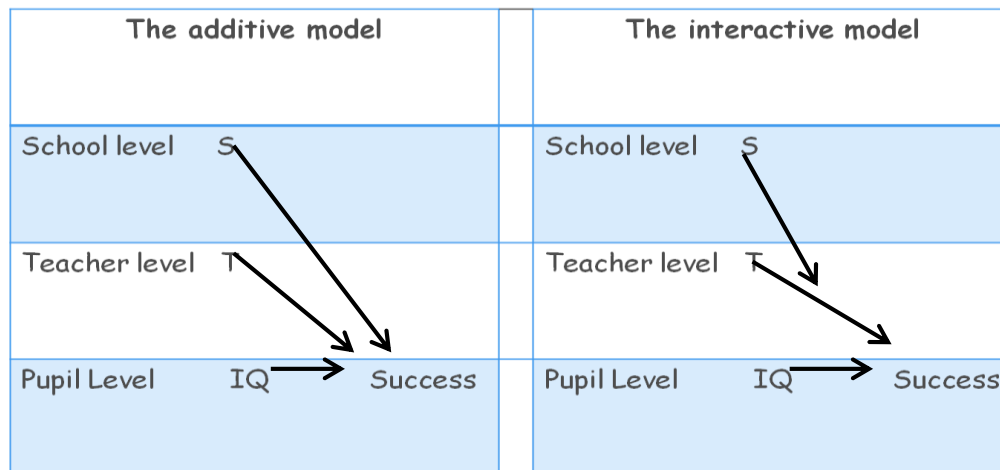 The additive model
The interactive model
School level S
School level S
Teacher level T
Teacher level T
Pupil Level IQ Success
Pupil Level IQ Success